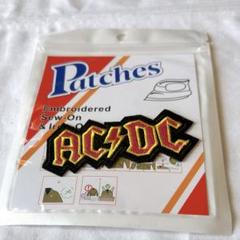 Patches
Embroidered
Sew-On
AC⚡DC